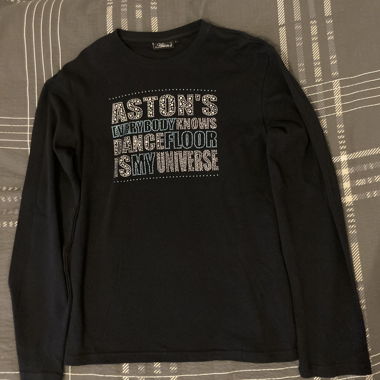 ASTON'S
EVERYBODY KNOWS
DANCEFLOOR
IS MY UNIVERSE